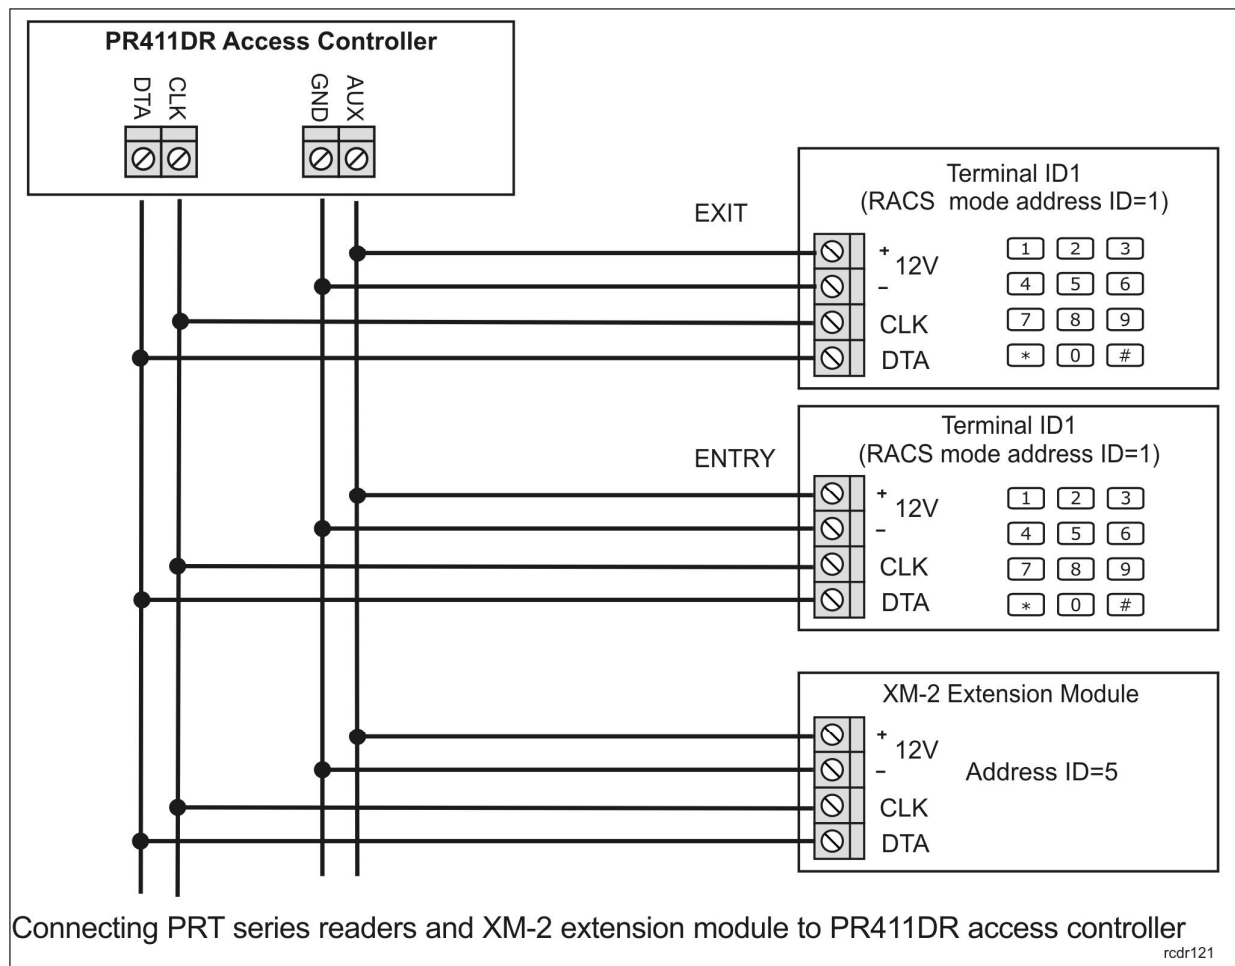 PR411DR Access Controller
DTA CLK GND AUX
EXIT
Terminal ID1
(RACS mode address ID=1)
+ 12V
–
CLK
DTA
1 2 3
4 5 6
7 8 9
* 0 #
ENTRY
Terminal ID1
(RACS mode address ID=1)
+ 12V
–
CLK
DTA
1 2 3
4 5 6
7 8 9
* 0 #
XM-2 Extension Module
+ 12V
–
CLK
DTA
Address ID=5
Connecting PRT series readers and XM-2 extension module to PR411DR access controller
rcdr121